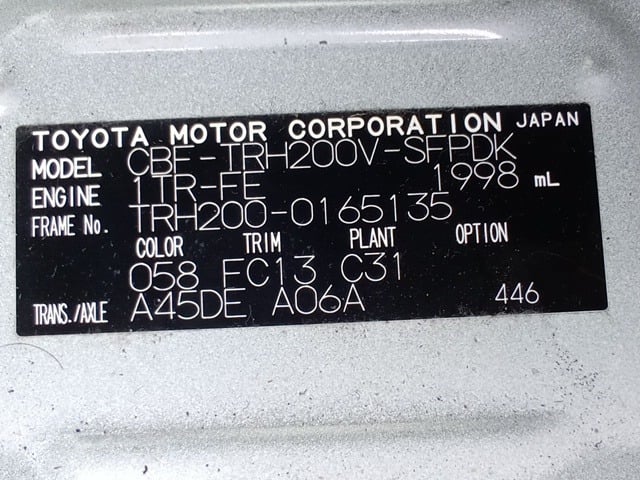 TOYOTA MOTOR CORPORATION JAPAN
MODEL CBF-TRH200V-SFPDK
ENGINE 1TR-FE 1998 mL
FRAME No. TRH200-0165135
COLOR TRIM PLANT OPTION
058 FC13 C31
TRANS./AXLE A45DE A06A 446